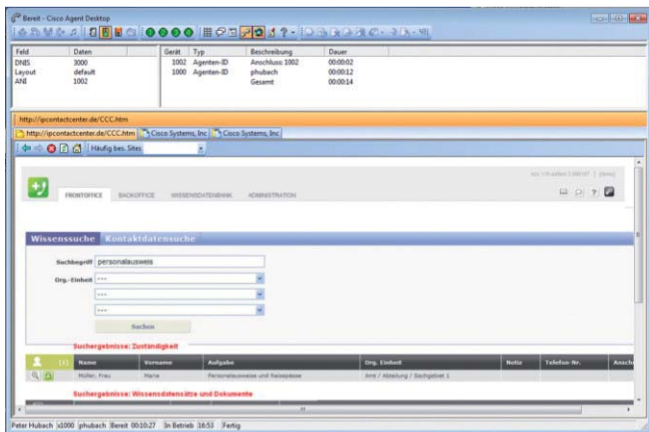 Bereit - Cisco Agent Desktop
Feld Daten
DNIS 3000
Layout default
ANI 1002
Gerät Typ Beschreibung Dauer
1002 Agenten-ID Anschluss 1002 00:00:02
1000 Agenten-ID phubach 00:00:12
Gesamt 00:00:14
http://ipcontactcenter.de/CCC.htm
http://ipcontactcenter.de/CCC.htm Cisco Systems, Inc Cisco Systems, Inc
Häufig bes. Sites
FRONTOFFICE BACKOFFICE WISSENSDATENBANK ADMINISTRATION
Wissenssuche Kontaktdatensuche
Suchbegriff personalausweis
Org.-Einheit ---
---
---
Suchen
Suchergebnisse: Zuständigkeit
Name Vorname Aufgabe Org. Einheit Notiz Telefon-Nr. Ansch
Müller, Frau Maria Personalausweise und Reisepässe Amt / Abteilung / Sachgebiet 1
Suchergebnisse: Wissensdatensätze und Dokumente
Peter Hubach x1000 phubach Bereit 00:10:27 In Betrieb 16:53 Fertig